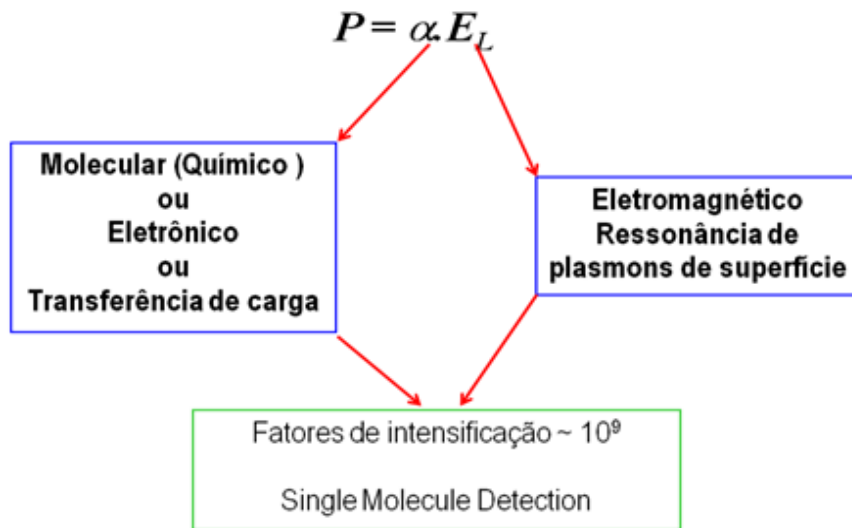 P = α.E_L
Molecular (Químico )
ou
Eletrônico
ou
Transferência de carga
Eletromagnético
Ressonância de
plasmons de superfície
Fatores de intensificação ~ 10⁹
Single Molecule Detection